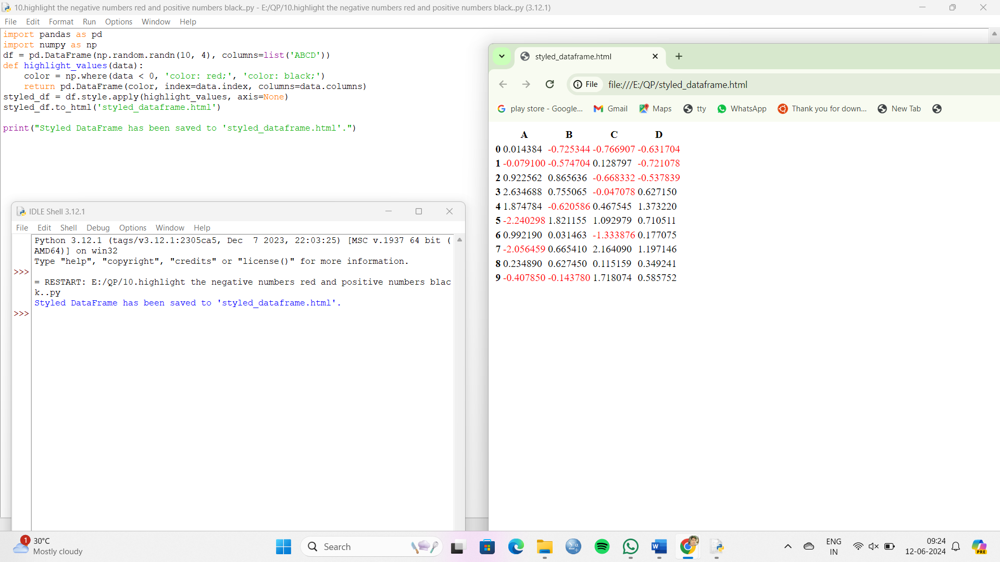 10.highlight the negative numbers red and positive numbers black..py - E:/QP/10.highlight the negative numbers red and positive numbers black..py (3.12.1)
File Edit Format Run Options Window Help
import pandas as pd
import numpy as np
df = pd.DataFrame(np.random.randn(10, 4), columns=list('ABCD'))
def highlight_values(data):
    color = np.where(data < 0, 'color: red;', 'color: black;')
    return pd.DataFrame(color, index=data.index, columns=data.columns)
styled_df = df.style.apply(highlight_values, axis=None)
styled_df.to_html('styled_dataframe.html')
print("Styled DataFrame has been saved to 'styled_dataframe.html'.")
IDLE Shell 3.12.1
File Edit Shell Debug Options Window Help
Python 3.12.1 (tags/v3.12.1:2305ca5, Dec  7 2023, 22:03:25) [MSC v.1937 64 bit (
AMD64)] on win32
Type "help", "copyright", "credits" or "license()" for more information.
>>>
= RESTART: E:/QP/10.highlight the negative numbers red and positive numbers blac
k..py
Styled DataFrame has been saved to 'styled_dataframe.html'.
>>>
styled_dataframe.html
File file:///E:/QP/styled_dataframe.html
play store - Google... Gmail Maps tty WhatsApp Thank you for down... New Tab
A B C D
0 0.014384 -0.725344 -0.766907 -0.631704
1 -0.079100 -0.574704 0.128797 -0.721078
2 0.922562 0.865636 -0.668332 -0.537839
3 2.634688 0.755065 -0.047078 0.627150
4 1.874784 -0.620586 0.467545 1.373220
5 -2.240298 1.821155 1.092979 0.710511
6 0.992190 0.031463 -1.333876 0.177075
7 -2.056459 0.665410 2.164090 1.197146
8 0.234890 0.627450 0.115159 0.349241
9 -0.407850 -0.143780 1.718074 0.585752
1
30°C
Mostly cloudy
Search
W
ENG
IN
09:24
12-06-2024
PRE